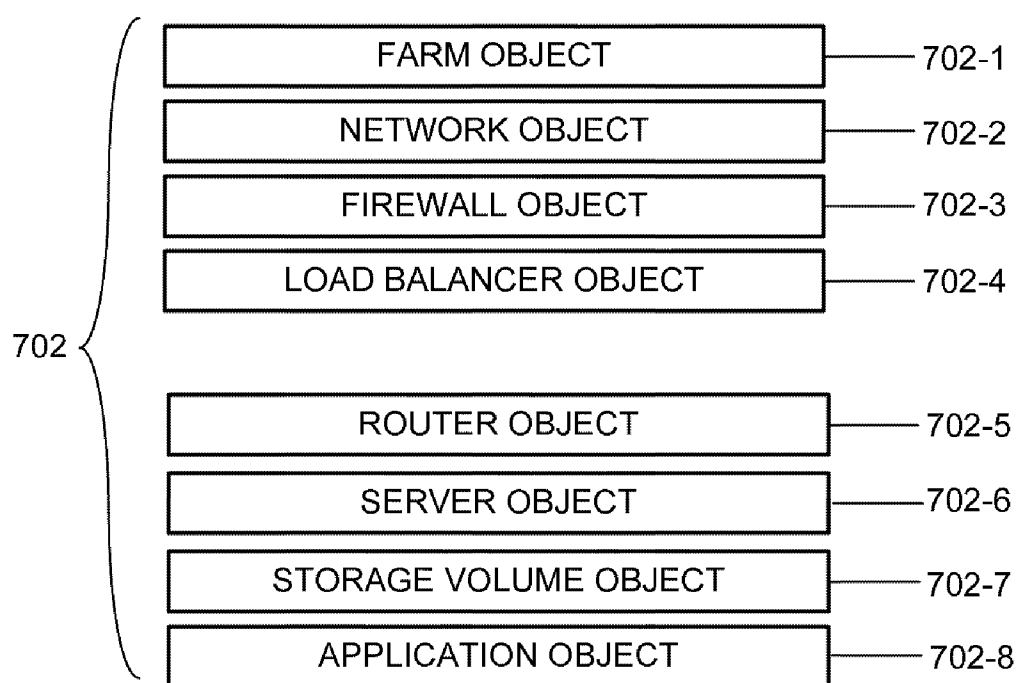 FARM OBJECT 702-1
NETWORK OBJECT 702-2
FIREWALL OBJECT 702-3
LOAD BALANCER OBJECT 702-4
702
ROUTER OBJECT 702-5
SERVER OBJECT 702-6
STORAGE VOLUME OBJECT 702-7
APPLICATION OBJECT 702-8